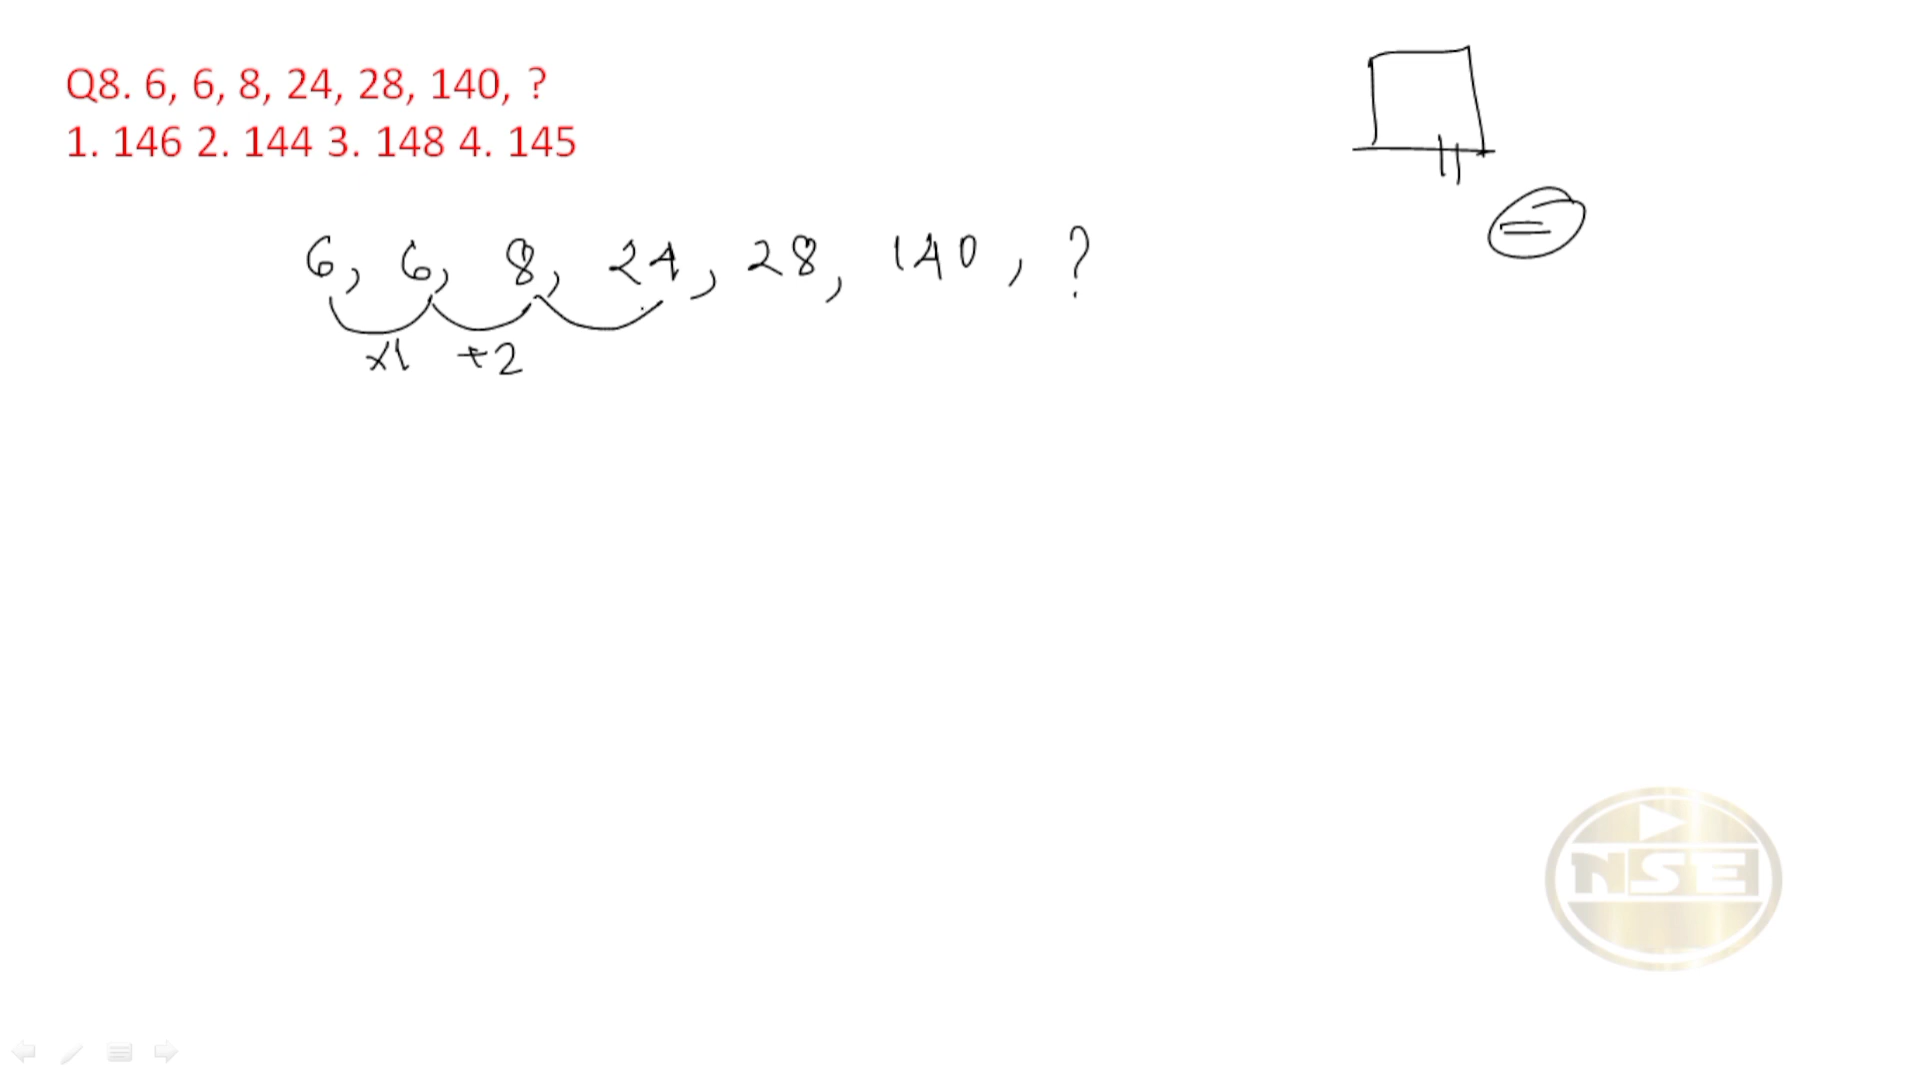 Q8. 6, 6, 8, 24, 28, 140, ?
1. 146 2. 144 3. 148 4. 145
6, 6, 8, 24, 28, 140, ?
x1 +2
NSE